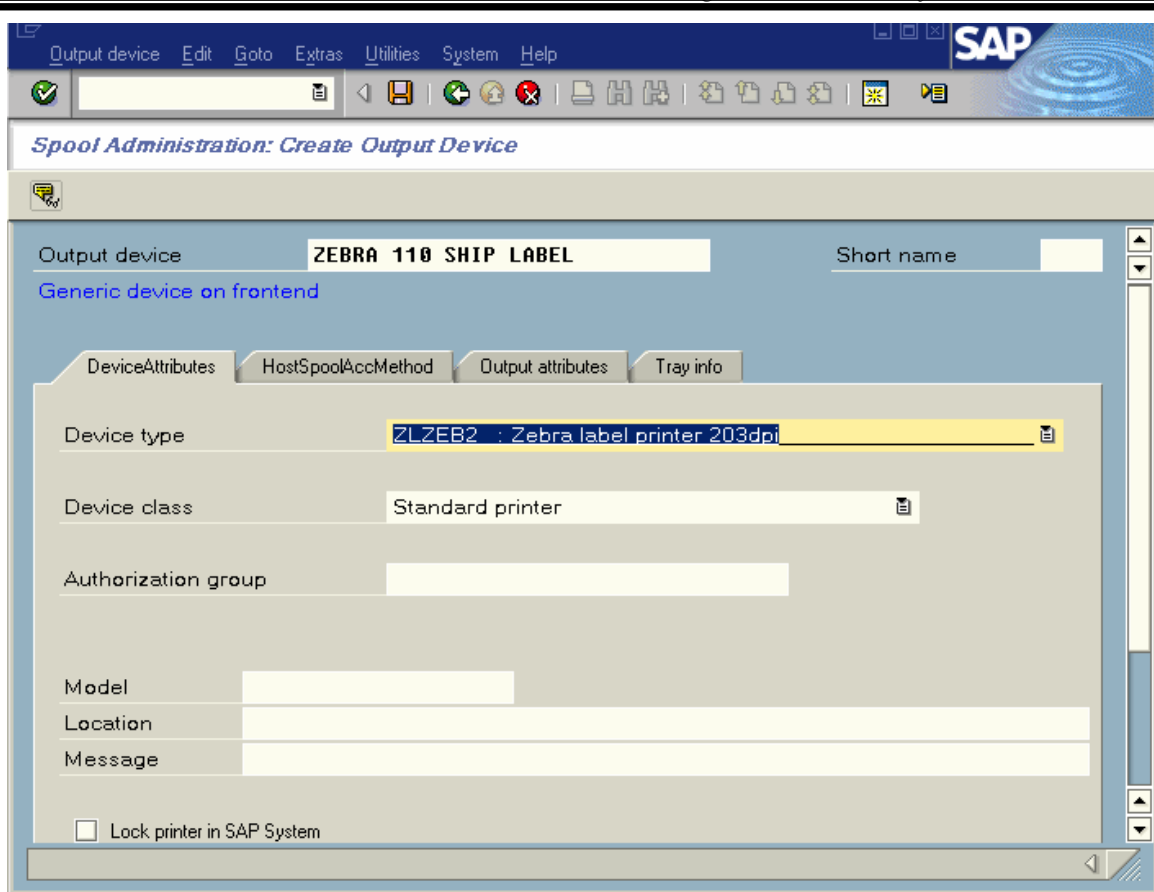 Output device Edit Goto Extras Utilities System Help
SAP
Spool Administration: Create Output Device
Output device ZEBRA 110 SHIP LABEL Short name
Generic device on frontend
DeviceAttributes HostSpoolAccMethod Output attributes Tray info
Device type ZLZEB2 : Zebra label printer 203dpi
Device class Standard printer
Authorization group
Model
Location
Message
Lock printer in SAP System